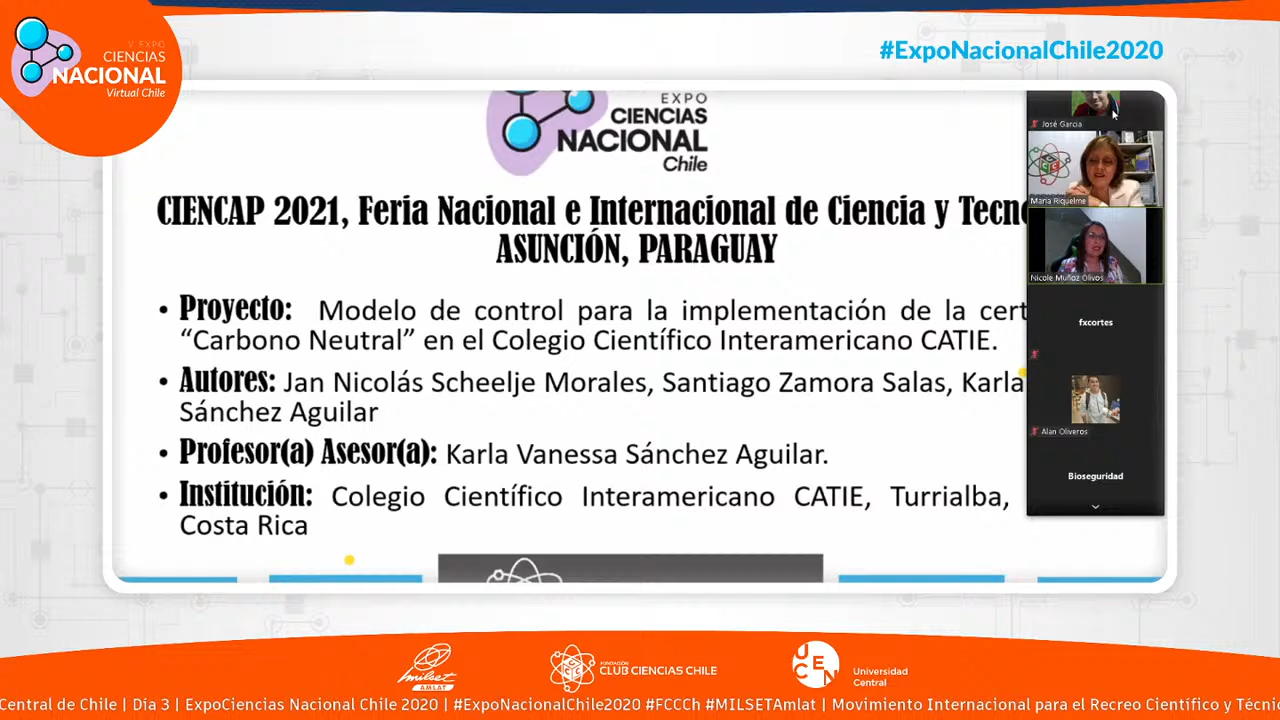 V EXPO
CIENCIAS
NACIONAL
Virtual Chile
#ExpoNacionalChile2020
EXPO
CIENCIAS
NACIONAL
Chile
CIENCAP 2021, Feria Nacional e Internacional de Ciencia y Tecno
ASUNCIÓN, PARAGUAY
• Proyecto: Modelo de control para la implementación de la cert
“Carbono Neutral” en el Colegio Científico Interamericano CATIE.
• Autores: Jan Nicolás Scheelje Morales, Santiago Zamora Salas, Karla
Sánchez Aguilar
• Profesor(a) Asesor(a): Karla Vanessa Sánchez Aguilar.
• Institución: Colegio Científico Interamericano CATIE, Turrialba,
Costa Rica
José Garcia
Maria Riquelme
Nicole Muñoz Olivos
fxcortes
Alan Oliveros
Bioseguridad
milset
AMLAT
FUNDACIÓN
CLUB CIENCIAS CHILE
UCEN
Universidad
Central
Central de Chile | Día 3 | ExpoCiencias Nacional Chile 2020 | #ExpoNacionalChile2020 #FCCCh #MILSETAmlat | Movimiento Internacional para el Recreo Científico y Técni